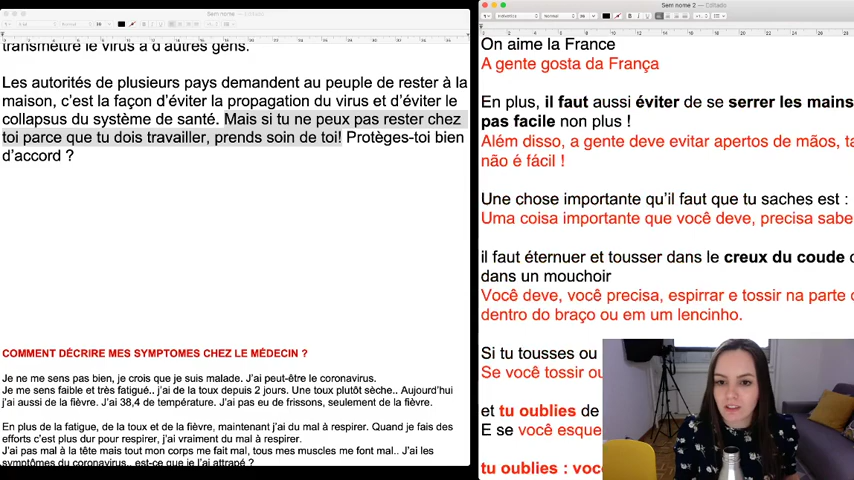 Sem nome
transmettre le virus à d'autres gens.
Les autorités de plusieurs pays demandent au peuple de rester à la
maison, c'est la façon d'éviter la propagation du virus et d'éviter le
collapsus du système de santé. Mais si tu ne peux pas rester chez
toi parce que tu dois travailler, prends soin de toi! Protèges-toi bien
d'accord ?
COMMENT DÉCRIRE MES SYMPTOMES CHEZ LE MÉDECIN ?
Je ne me sens pas bien, je crois que je suis malade. J'ai peut-être le coronavirus.
Je me sens faible et très fatigué.. j'ai de la toux depuis 2 jours. Une toux plutôt sèche.. Aujourd'hui
j'ai aussi de la fièvre. J'ai 38,4 de température. J'ai pas eu de frissons, seulement de la fièvre.
En plus de la fatigue, de la toux et de la fièvre, maintenant j'ai du mal à respirer. Quand je fais des
efforts c'est plus dur pour respirer, j'ai vraiment du mal à respirer.
J'ai pas mal à la tête mais tout mon corps me fait mal, tous mes muscles me font mal.. J'ai les
symptômes du coronavirus.. est-ce que je l'ai attrapé ?
Sem nome 2
On aime la France
A gente gosta da França
En plus, il faut aussi éviter de se serrer les mains
pas facile non plus !
Além disso, a gente deve evitar apertos de mãos,
não é fácil !
Une chose importante qu'il faut que tu saches est :
Uma coisa importante que você deve, precisa sabe
il faut éternuer et tousser dans le creux du coude
dans un mouchoir
Você deve, você precisa, espirrar e tossir na parte
dentro do braço ou em um lencinho.
Si tu tousses ou
Se você tossir ou
et tu oublies de
E se você esque
tu oublies : voc